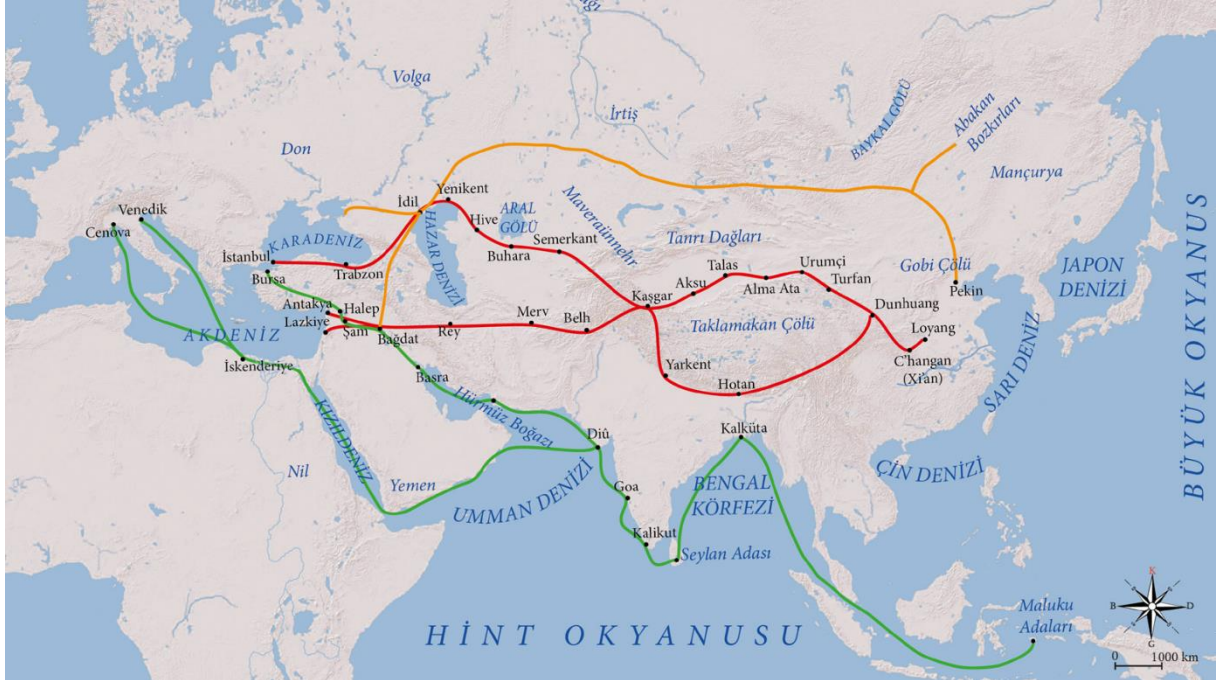 ağı
Volga
İrtiş
BAYKAL GÖLÜ
Abakan
Bozkırları
Don
Mançurya
Yenikent
İdil
Venedik
Cenova
Hive
ARAL
GÖLÜ
Maveraünnehr
HAZAR DENİZİ
KARADENİZ
Buhara
Semerkant
Tanrı Dağları
İstanbul
Bursa
Trabzon
Talas
Urumçi
Gobi Çölü
JAPON
DENİZİ
Aksu
Alma Ata
Turfan
Pekin
Kaşgar
Antakya
Halep
Lazkiye
Şam
Bağdat
Rey
Merv
Belh
Dunhuang
Taklamakan Çölü
Loyang
C'hangan
(Xi'an)
AKDENİZ
İskenderiye
Basra
Yarkent
Hotan
SARI DENİZ
BÜYÜK OKYANUS
KIZILDENİZ
Hürmüz Boğazı
Diû
Kalküta
Nil
Yemen
UMMAN DENİZİ
Goa
BENGAL
KÖRFEZİ
ÇİN DENİZİ
Kalikut
Seylan Adası
HİNT OKYANUSU
Maluku
Adaları
K
B
D
G
0 1000 km